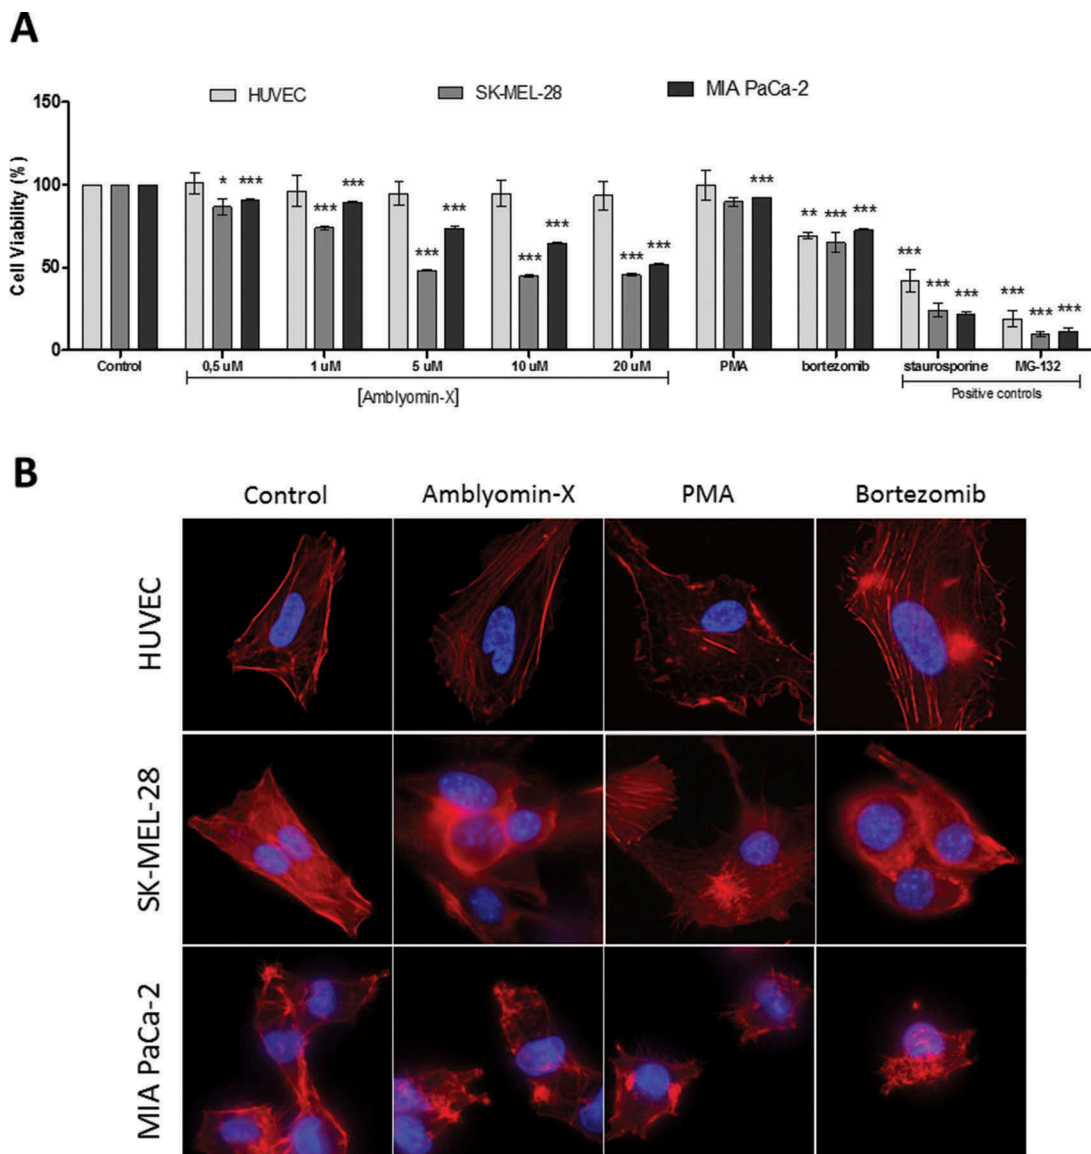 A
HUVEC SK-MEL-28 MIA PaCa-2
150
100
50
0
Cell Viability (%)
* *** *** *** *** *** *** *** *** *** *** ** *** *** *** *** *** *** *** ***
Control 0,5 uM 1 uM 5 uM 10 uM 20 uM PMA bortezomib staurosporine MG-132
[Amblyomin-X] Positive controls
B
Control Amblyomin-X PMA Bortezomib
HUVEC
SK-MEL-28
MIA PaCa-2